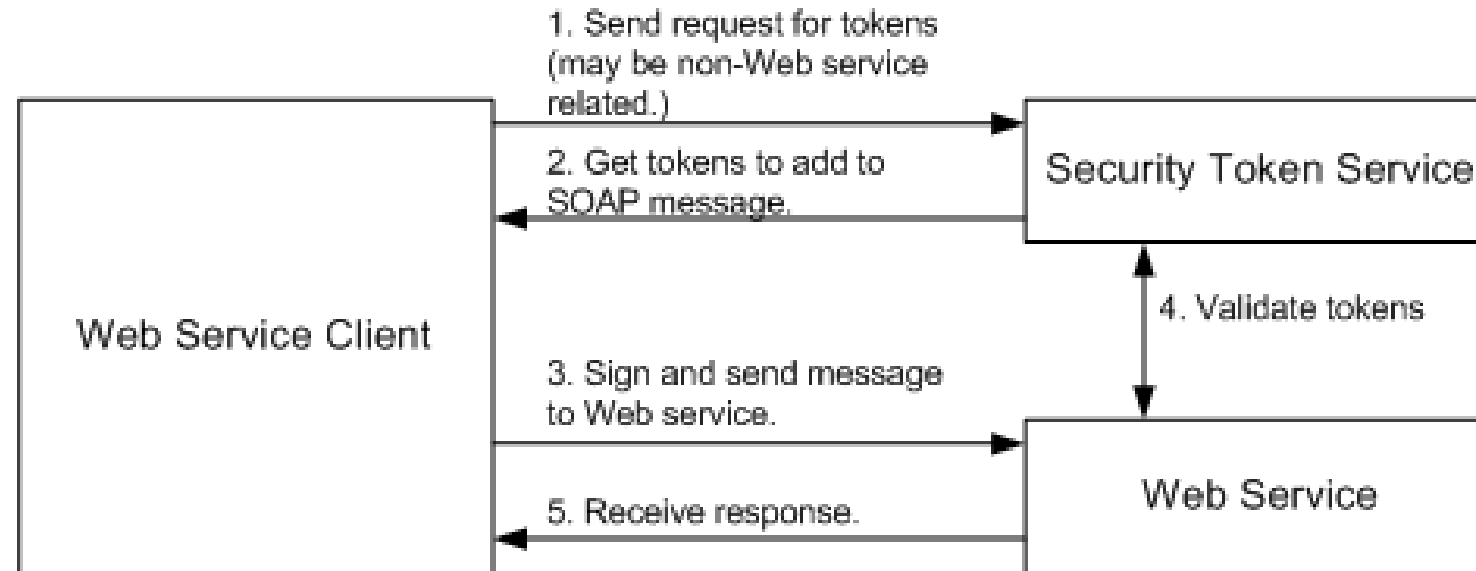 1. Send request for tokens
(may be non-Web service
related.)
2. Get tokens to add to
SOAP message.
Security Token Service
4. Validate tokens
Web Service Client
3. Sign and send message
to Web service.
Web Service
5. Receive response.